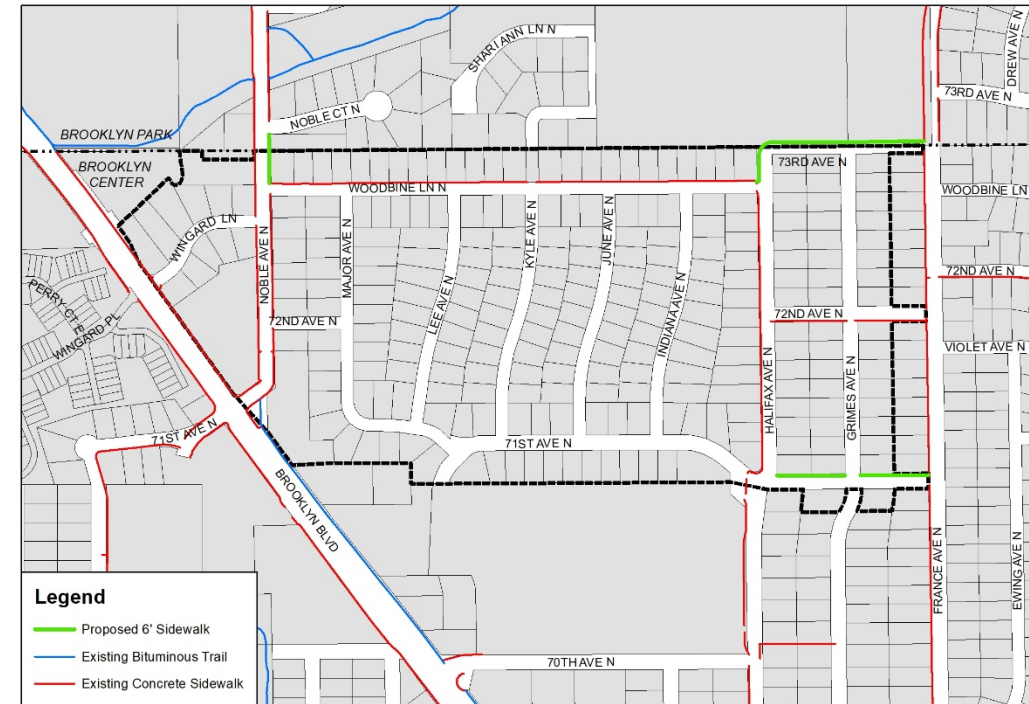 SHARI ANN LN N
DREW AVE N
73RD AVE N
NOBLE CT N
BROOKLYN PARK
BROOKLYN
CENTER
73RD AVE N
WOODBINE LN N
WOODBINE LN
WINGARD LN
NOBLE AVE N
MAJOR AVE N
LEE AVE N
KYLE AVE N
JUNE AVE N
INDIANA AVE N
72ND AVE N
PERRY CT E
WINGARD PL
72ND AVE N
72ND AVE N
VIOLET AVE N
HALIFAX AVE N
GRIMES AVE N
71ST AVE N
71ST AVE N
BROOKLYN BLVD
FRANCE AVE N
EWING AVE N
70TH AVE N
Legend
Proposed 6' Sidewalk
Existing Bituminous Trail
Existing Concrete Sidewalk